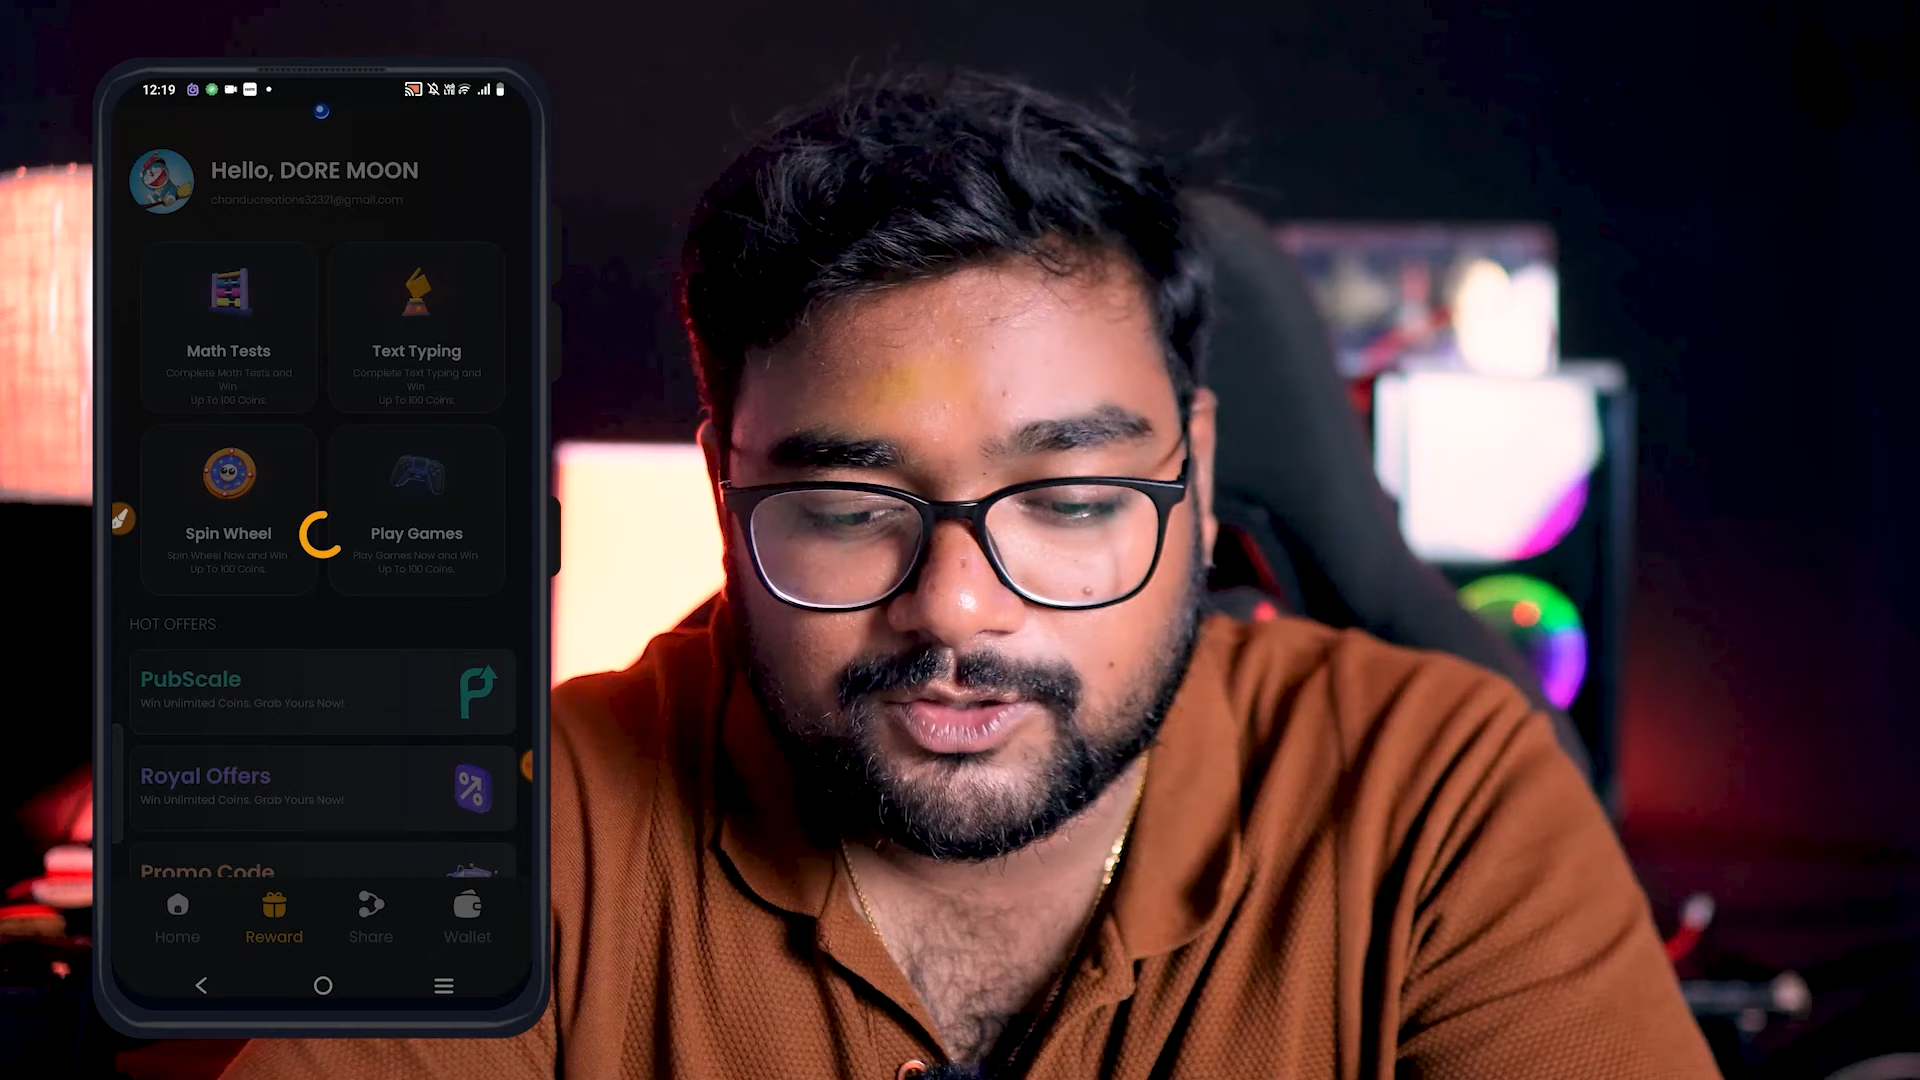 12:19
Hello, DORE MOON
chanducreations32321@gmail.com
Math Tests
Complete Math Tests and
Win
Up To 100 Coins.
Text Typing
Complete Text Typing and
Win
Up To 100 Coins.
Spin Wheel
Spin Wheel Now and Win
Up To 100 Coins.
Play Games
Play Games Now and Win
Up To 100 Coins.
HOT OFFERS
PubScale
Win Unlimited Coins. Grab Yours Now!
Royal Offers
Win Unlimited Coins. Grab Yours Now!
Promo Code
Home
Reward
Share
Wallet